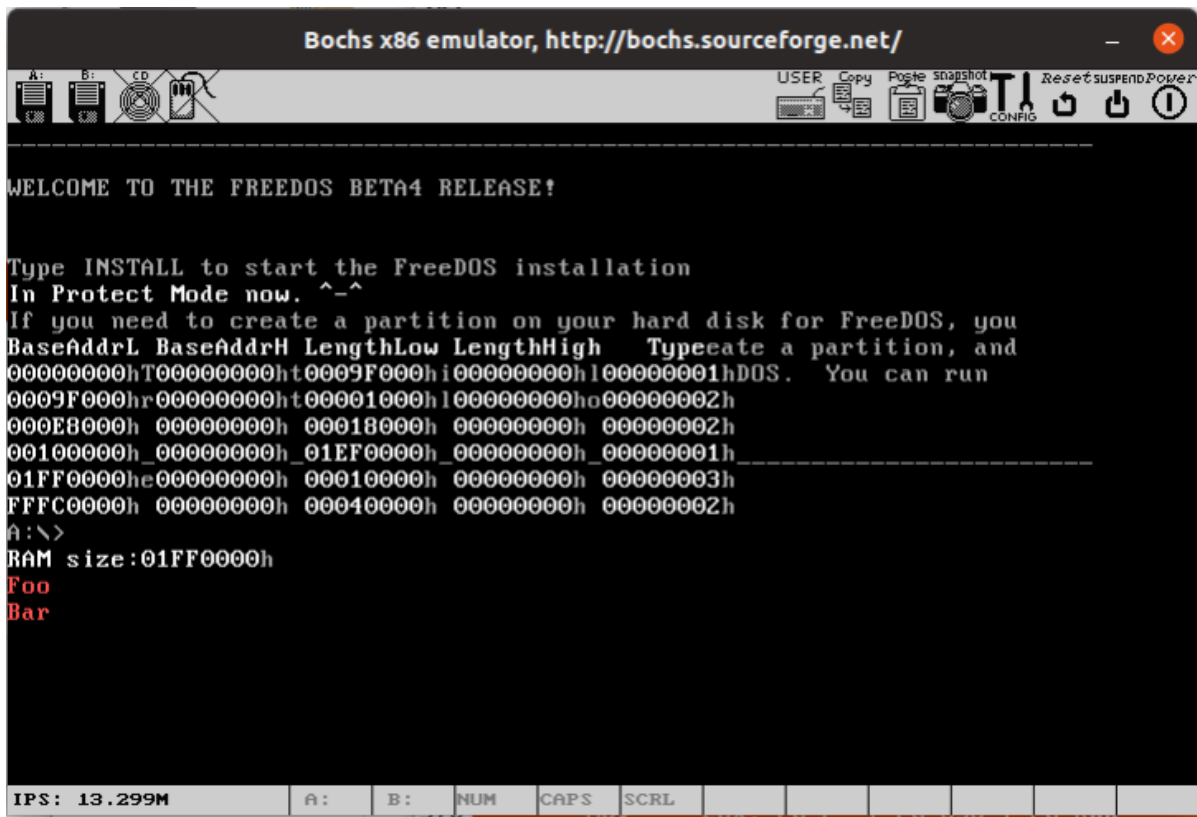 Bochs x86 emulator, http://bochs.sourceforge.net/
A: B: CD USER Copy Paste snapshot CONFIG Reset SUSPEND Power
WELCOME TO THE FREEDOS BETA4 RELEASE!
Type INSTALL to start the FreeDOS installation
In Protect Mode now. ^-^
If you need to create a partition on your hard disk for FreeDOS, you
BaseAddrL BaseAddrH LengthLow LengthHigh   Typeeate a partition, and
00000000hT00000000ht0009F000hi00000000hl00000001hDOS.  You can run
0009F000hr00000000ht00001000hl00000000ho00000002h
000E8000h 00000000h 00018000h 00000000h 00000002h
00100000h_00000000h_01EF0000h_00000000h_00000001h________________________
01FF0000he00000000h 00010000h 00000000h 00000003h
FFFC0000h 00000000h 00040000h 00000000h 00000002h
A:\>
RAM size:01FF0000h
Foo
Bar
IPS: 13.299M A: B: NUM CAPS SCRL